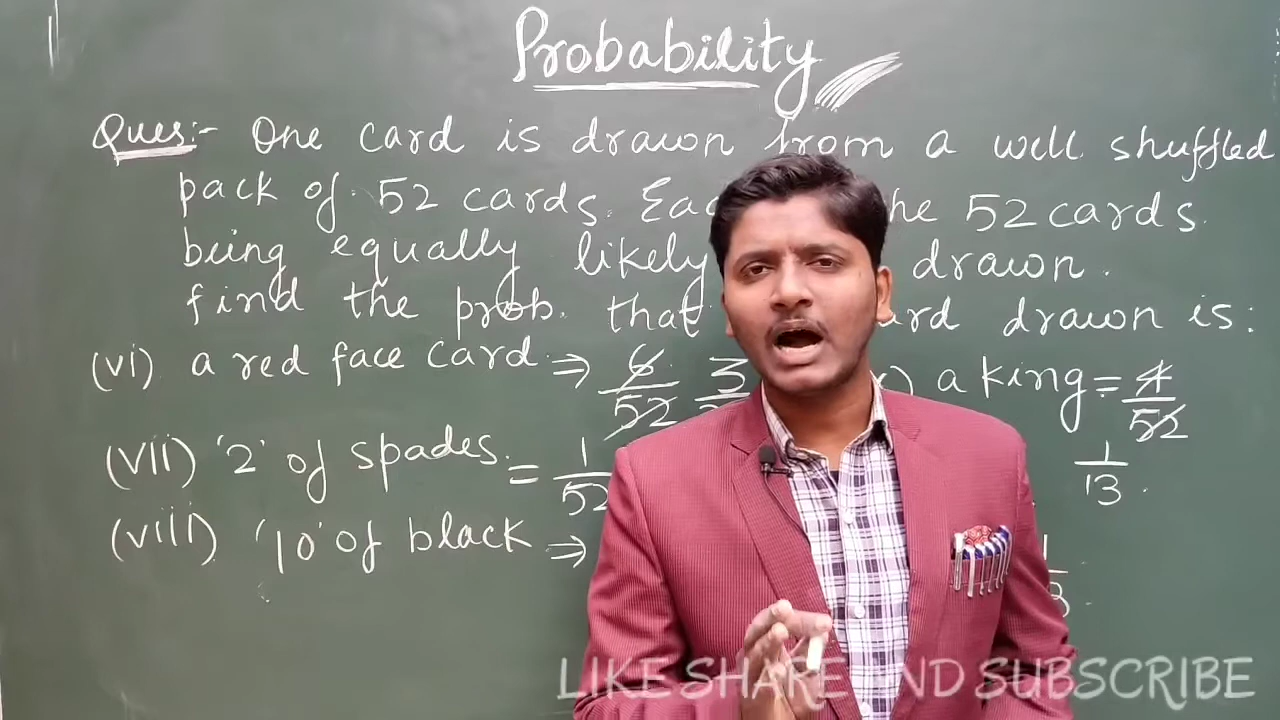 Probability
Ques:- One card is drawn from a well shuffled
pack of 52 cards. Eac he 52 cards.
being equally likely drawn.
find the prob. that ard drawn is:
(vi) a red face card ⇒ 6/52 3
) a king = 4/52
1/13.
(vii) '2' of spades. = 1/52
(viii) '10' of black ⇒
LIKE SHARE AND SUBSCRIBE